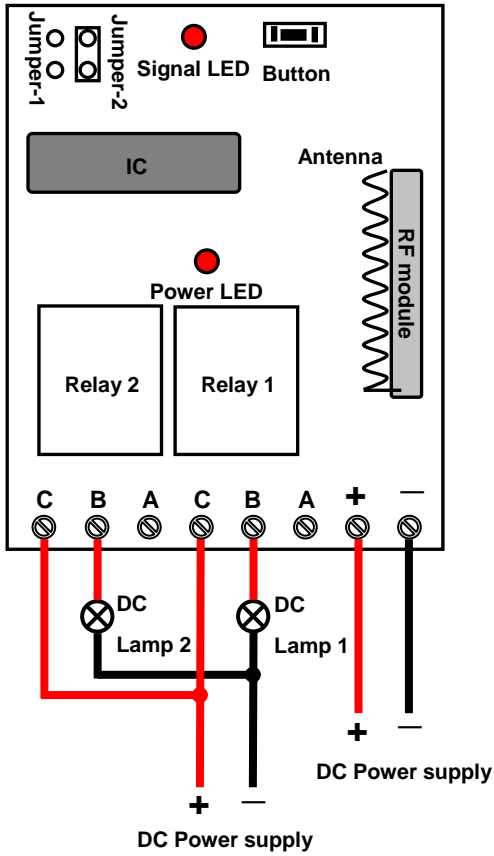 Jumper-1
Jumper-2
Signal LED
Button
IC
Antenna
RF module
Power LED
Relay 2
Relay 1
C B A C B A + —
DC
Lamp 2
DC
Lamp 1
+ —
DC Power supply
+ —
DC Power supply